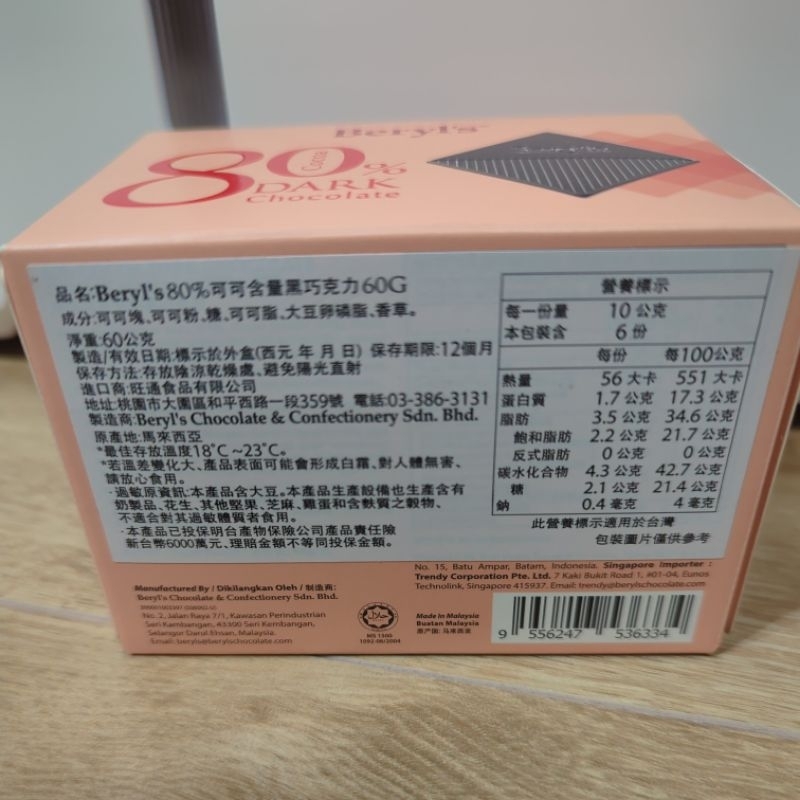 Beryl's
80%
Cocoa
DARK
Chocolate
品名:Beryl's 80%可可含量黑巧克力60G
成分:可可塊、可可粉、糖、可可脂、大豆卵磷脂、香草。
淨重:60公克
製造/有效日期:標示於外盒(西元 年 月 日) 保存期限:12個月
保存方法:存放陰涼乾燥處、避免陽光直射
進口商:旺通食品有限公司
地址:桃園市大園區和平西路一段359號 電話:03-386-3131
製造商:Beryl's Chocolate & Confectionery Sdn. Bhd.
原產地:馬來西亞
*最佳存放溫度18℃~23℃。
*若溫差變化大、產品表面可能會形成白霜、對人體無害、
請放心食用。
·過敏原資訊:本產品含大豆。本產品生產設備也生產含有
奶製品、花生、其他堅果、芝麻、雞蛋和含麩質之穀物、
不適合對其過敏體質者食用。
·本產品已投保明台產物保險公司產品責任險
新台幣6000萬元、理賠金額不等同投保金額。
營養標示
每一份量 10 公克
本包裝含 6 份
每份 每100公克
熱量 56 大卡 551 大卡
蛋白質 1.7 公克 17.3 公克
脂肪 3.5 公克 34.6 公克
飽和脂肪 2.2 公克 21.7 公克
反式脂肪 0 公克 0 公克
碳水化合物 4.3 公克 42.7 公克
糖 2.1 公克 21.4 公克
鈉 0.4 毫克 4 毫克
此營養標示適用於台灣
包裝圖片僅供參考
No. 15, Batu Ampar, Batam, Indonesia. Singapore Importer :
Trendy Corporation Pte. Ltd. 7 Kaki Bukit Road 1, #01-04, Eunos
Technolink, Singapore 415937. Email: trendy@berylschocolate.com
Manufactured By / Dikilangkan Oleh / 制造商:
Beryl's Chocolate & Confectionery Sdn. Bhd.
No. 2, Jalan Raya 7/1, Kawasan Perindustrian
Seri Kembangan, 43300 Seri Kembangan,
Selangor Darul Ehsan, Malaysia.
Email: beryls@berylschocolate.com
MS 1500
1092-06/2004
Made In Malaysia
Buatan Malaysia
原产国: 马来西亚
9 556247 536334